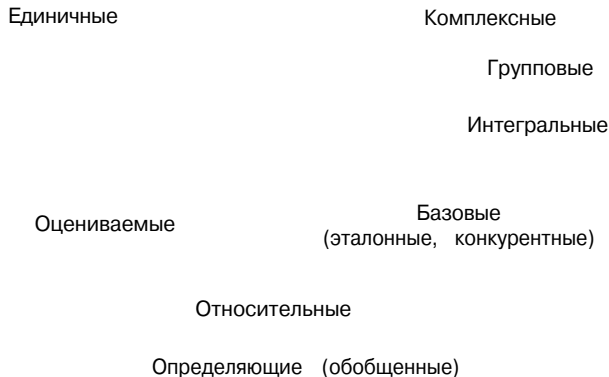 Единичные
Комплексные
Групповые
Интегральные
Оцениваемые
Базовые
(эталонные, конкурентные)
Относительные
Определяющие (обобщенные)